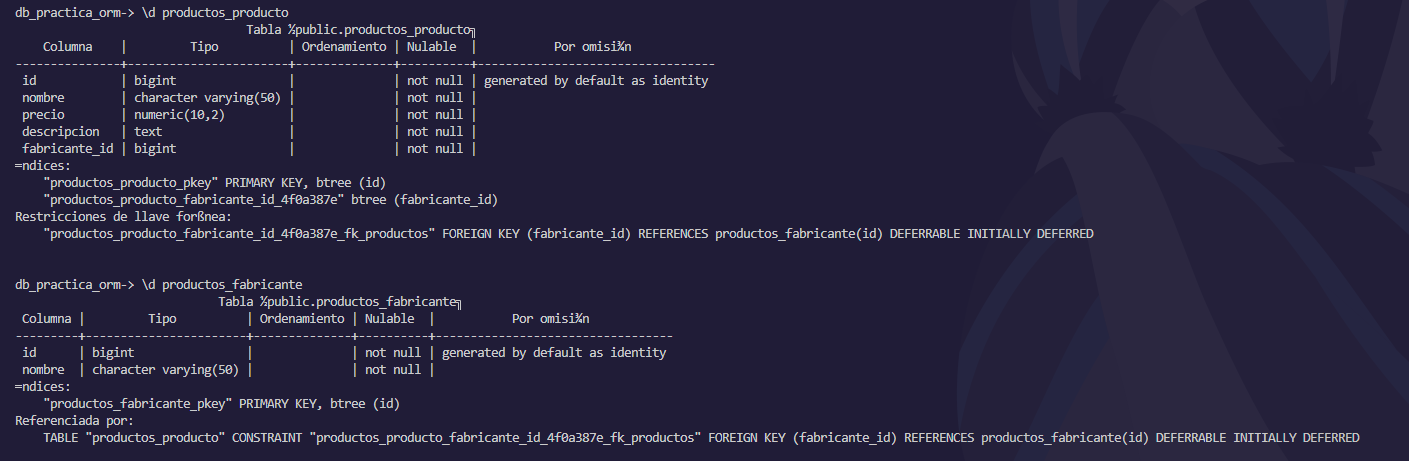 db_practica_orm-> \d productos_producto
                                 Tabla ½public.productos_producto╗
    Columna    |          Tipo          | Ordenamiento | Nulable  |           Por omisi¾n
---------------+------------------------+--------------+----------+----------------------------------
 id            | bigint                 |              | not null | generated by default as identity
 nombre        | character varying(50)  |              | not null |
 precio        | numeric(10,2)          |              | not null |
 descripcion   | text                   |              | not null |
 fabricante_id | bigint                 |              | not null |
═ndices:
    "productos_producto_pkey" PRIMARY KEY, btree (id)
    "productos_producto_fabricante_id_4f0a387e" btree (fabricante_id)
Restricciones de llave forßnea:
    "productos_producto_fabricante_id_4f0a387e_fk_productos" FOREIGN KEY (fabricante_id) REFERENCES productos_fabricante(id) DEFERRABLE INITIALLY DEFERRED
db_practica_orm-> \d productos_fabricante
                             Tabla ½public.productos_fabricante╗
 Columna |          Tipo          | Ordenamiento | Nulable  |           Por omisi¾n
---------+------------------------+--------------+----------+----------------------------------
 id      | bigint                 |              | not null | generated by default as identity
 nombre  | character varying(50)  |              | not null |
═ndices:
    "productos_fabricante_pkey" PRIMARY KEY, btree (id)
Referenciada por:
    TABLE "productos_producto" CONSTRAINT "productos_producto_fabricante_id_4f0a387e_fk_productos" FOREIGN KEY (fabricante_id) REFERENCES productos_fabricante(id) DEFERRABLE INITIALLY DEFERRED